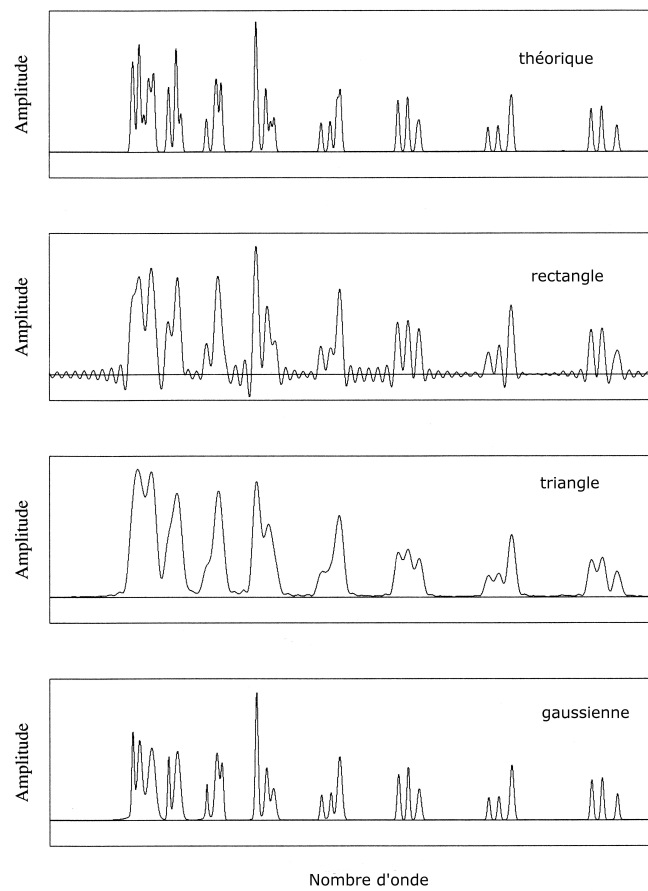 théorique
Amplitude
rectangle
Amplitude
triangle
Amplitude
gaussienne
Amplitude
Nombre d'onde